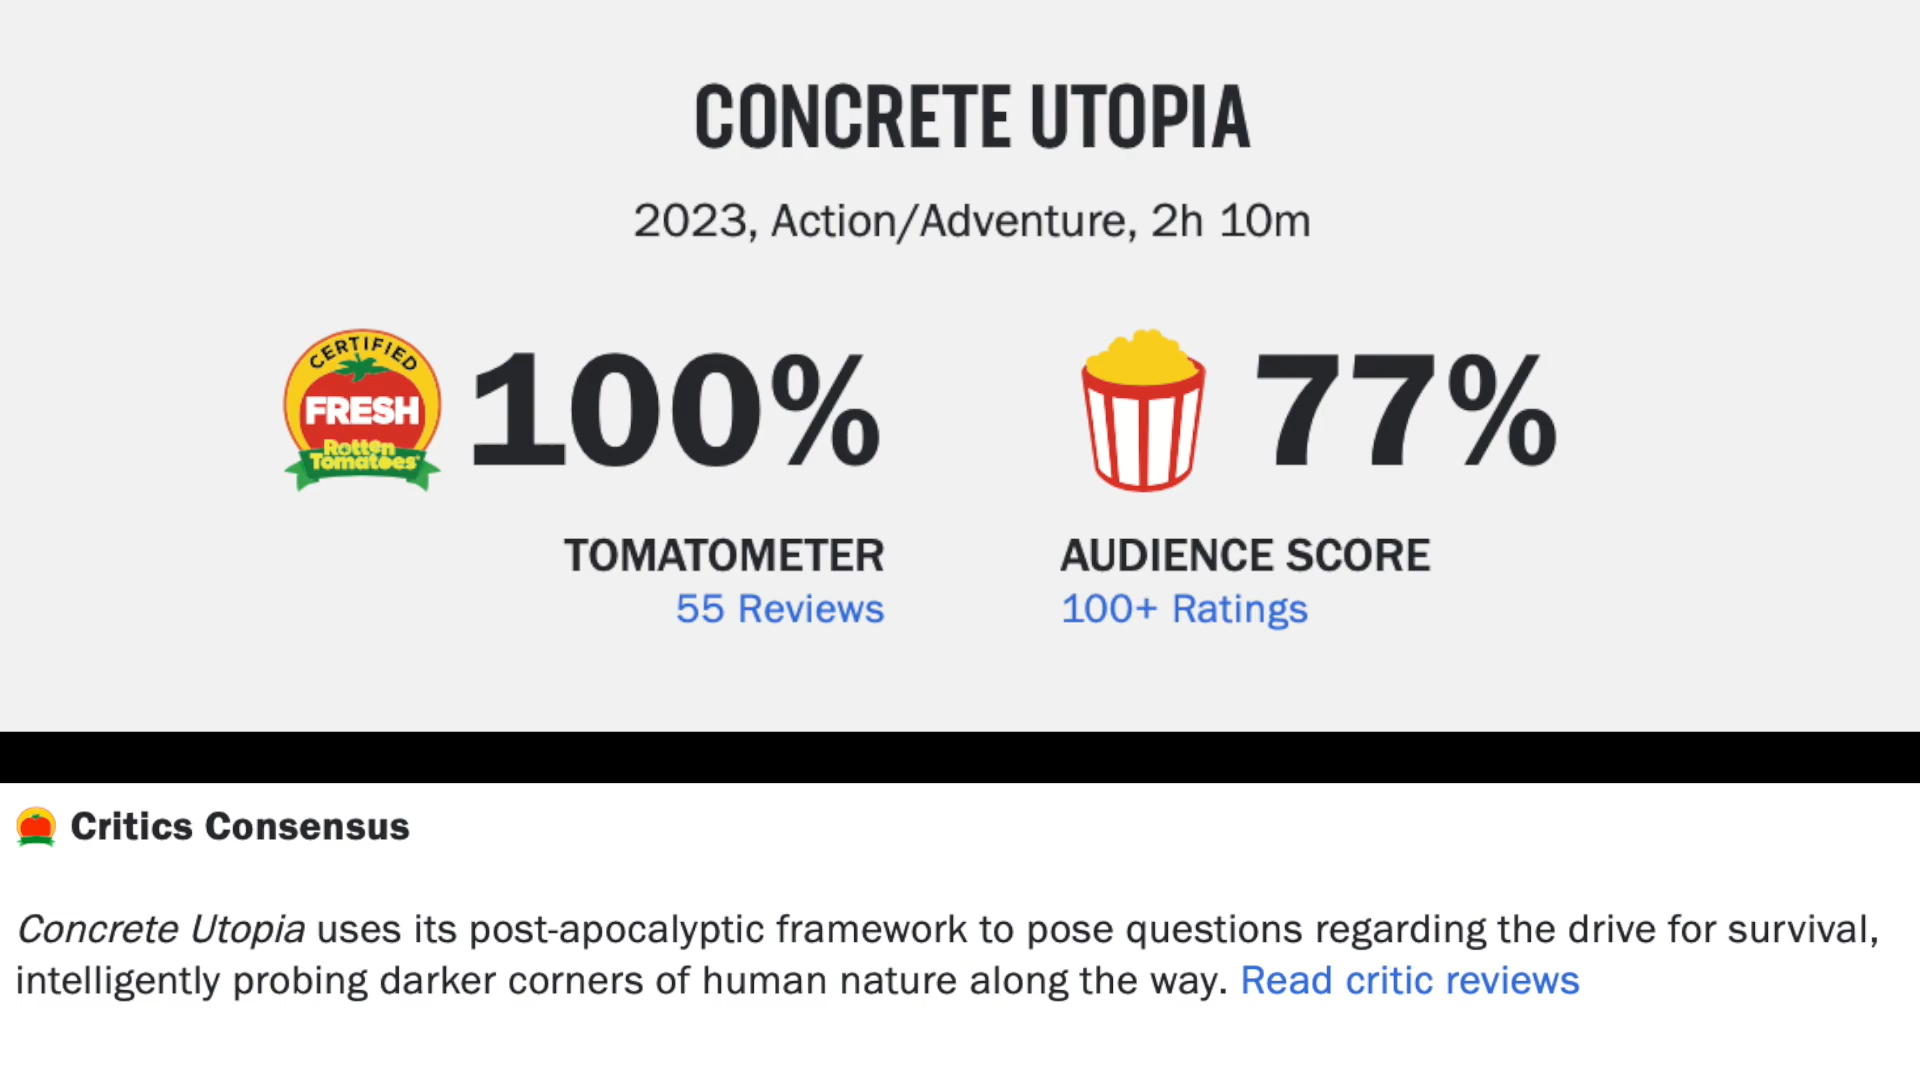 CONCRETE UTOPIA
2023, Action/Adventure, 2h 10m
CERTIFIED
FRESH
Rotten
Tomatoes
100%
77%
TOMATOMETER
AUDIENCE SCORE
55 Reviews
100+ Ratings
Critics Consensus
Concrete Utopia uses its post-apocalyptic framework to pose questions regarding the drive for survival,
intelligently probing darker corners of human nature along the way. Read critic reviews